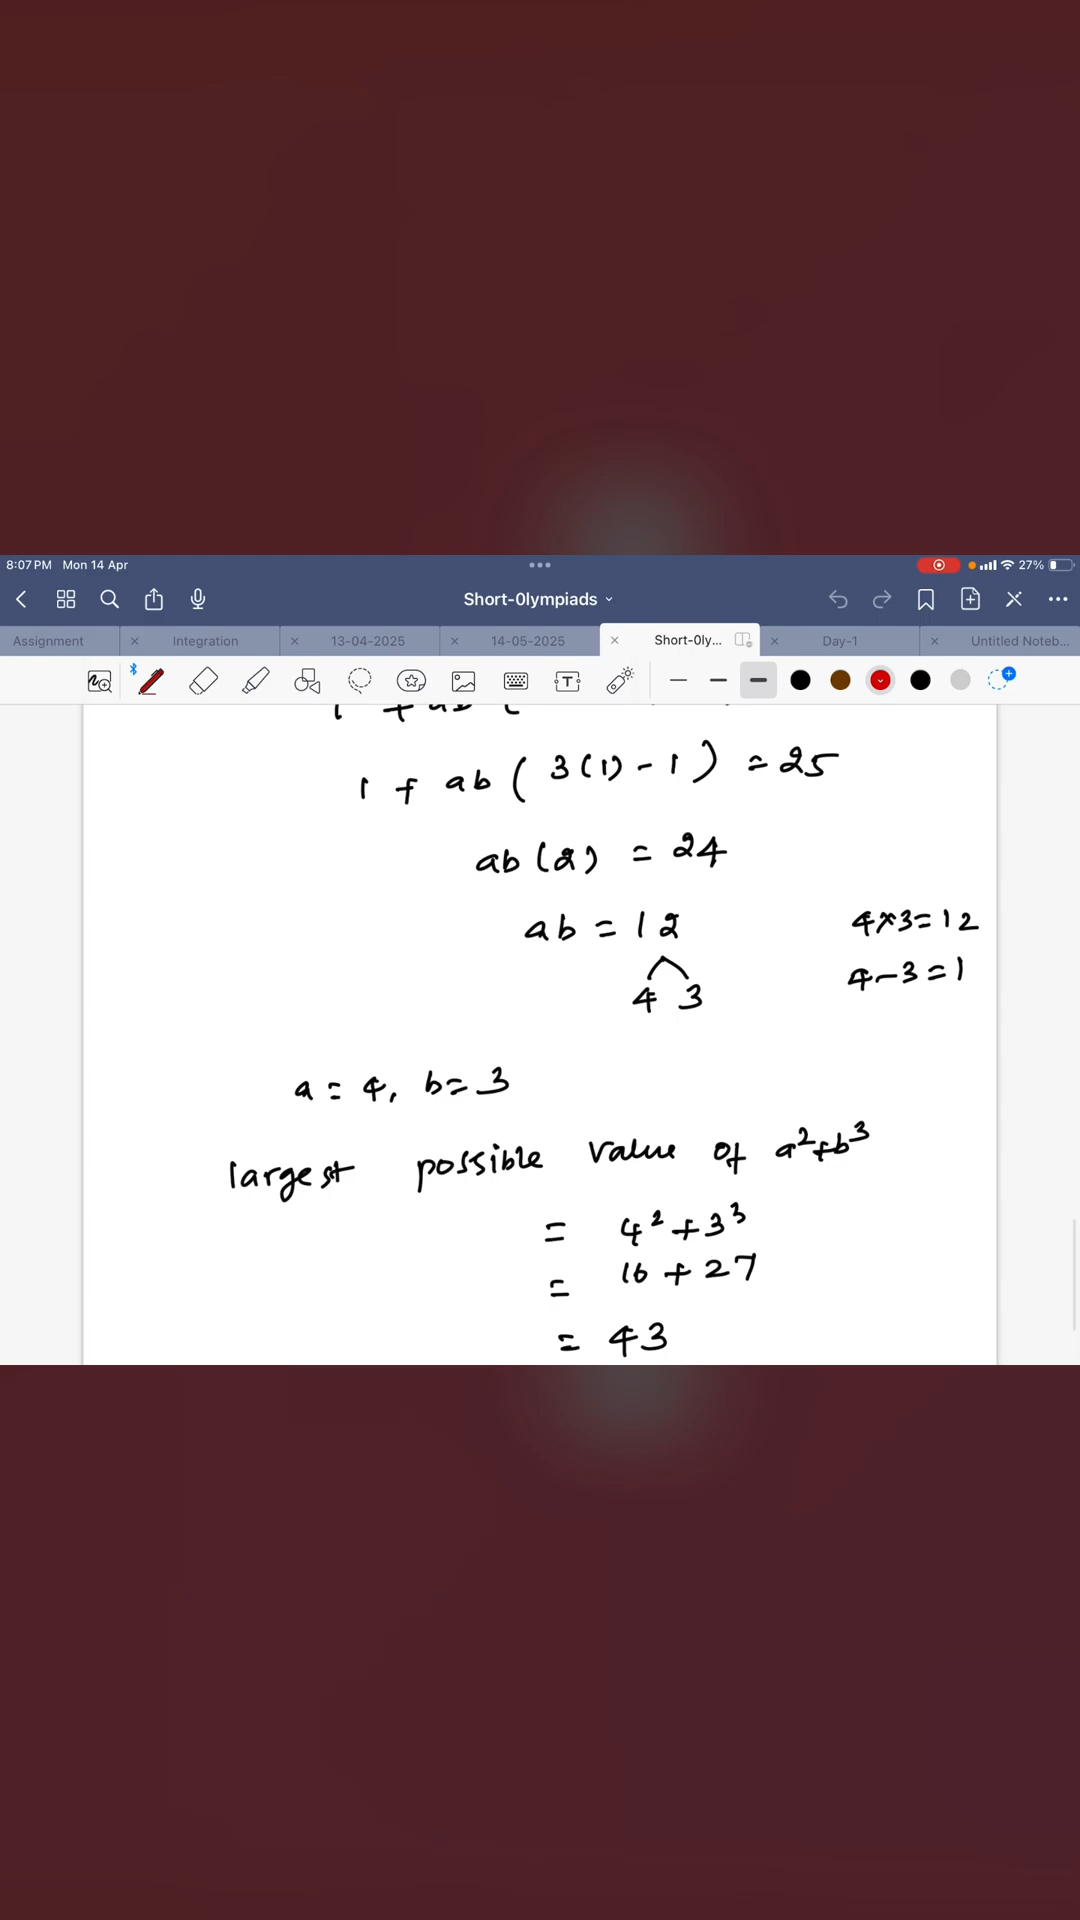 8:07 PM Mon 14 Apr
27%
Short-Olympiads
Assignment
Integration
13-04-2025
14-05-2025
Short-Oly...
Day-1
Untitled Noteb...
1 + ab (
1 + ab ( 3(1) - 1 ) = 25
ab (2) = 24
ab = 12
4×3=12
4-3=1
4 3
a = 4, b = 3
largest possible value of a²+b³
= 4² + 3³
= 16 + 27
= 43